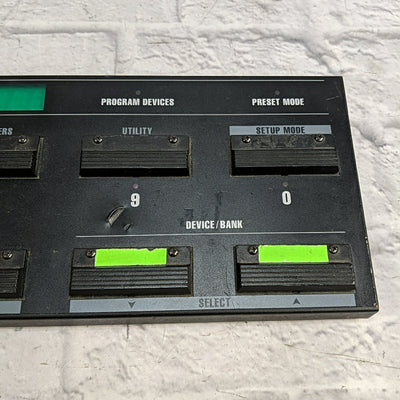 PROGRAM DEVICES PRESET MODE
ERS UTILITY SETUP MODE
9 0
DEVICE/BANK
▼ SELECT ▲